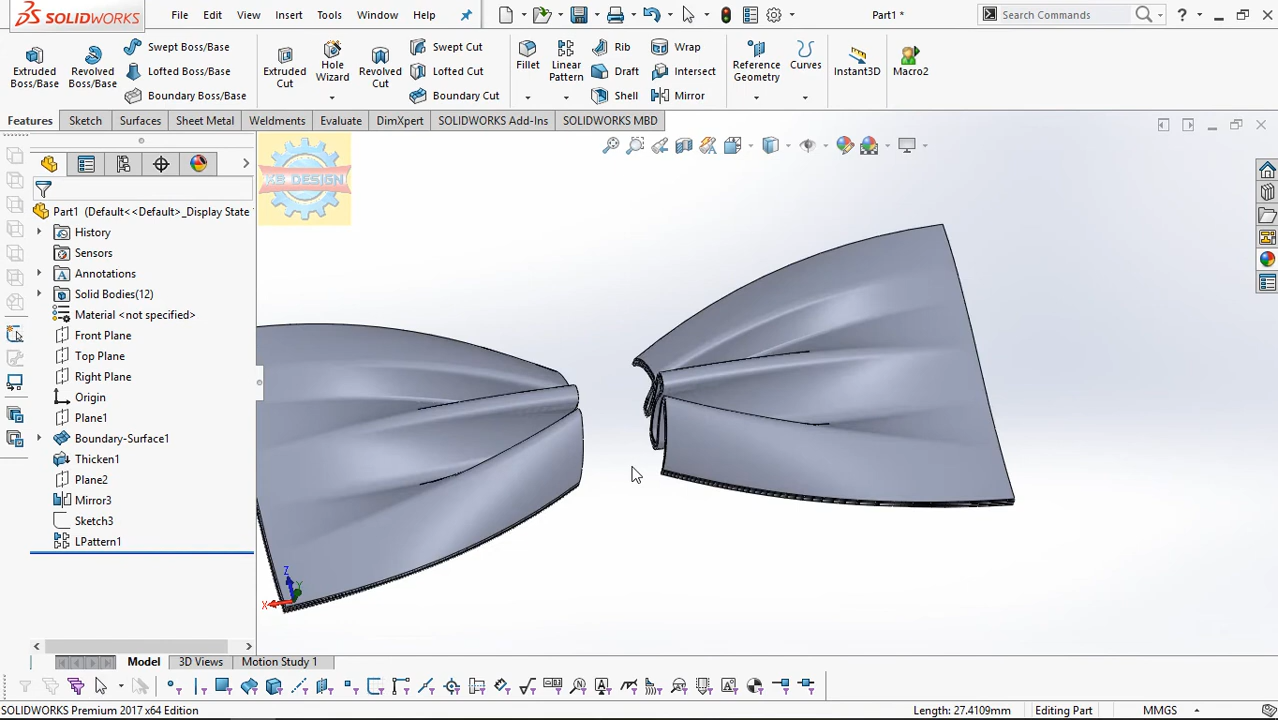 SOLIDWORKS File Edit View Insert Tools Window Help Part1 * Search Commands ?
Extruded Boss/Base Revolved Boss/Base Swept Boss/Base Lofted Boss/Base Boundary Boss/Base Extruded Cut Hole Wizard Revolved Cut Swept Cut Lofted Cut Boundary Cut Fillet Linear Pattern Rib Draft Shell Wrap Intersect Mirror Reference Geometry Curves Instant3D Macro2
Features Sketch Surfaces Sheet Metal Weldments Evaluate DimXpert SOLIDWORKS Add-Ins SOLIDWORKS MBD
KB DESIGN
Part1 (Default<<Default>_Display State
History
Sensors
Annotations
Solid Bodies(12)
Material <not specified>
Front Plane
Top Plane
Right Plane
Origin
Plane1
Boundary-Surface1
Thicken1
Plane2
Mirror3
Sketch3
LPattern1
Z
Y
X
Model 3D Views Motion Study 1
SOLIDWORKS Premium 2017 x64 Edition Length: 27.4109mm Editing Part MMGS